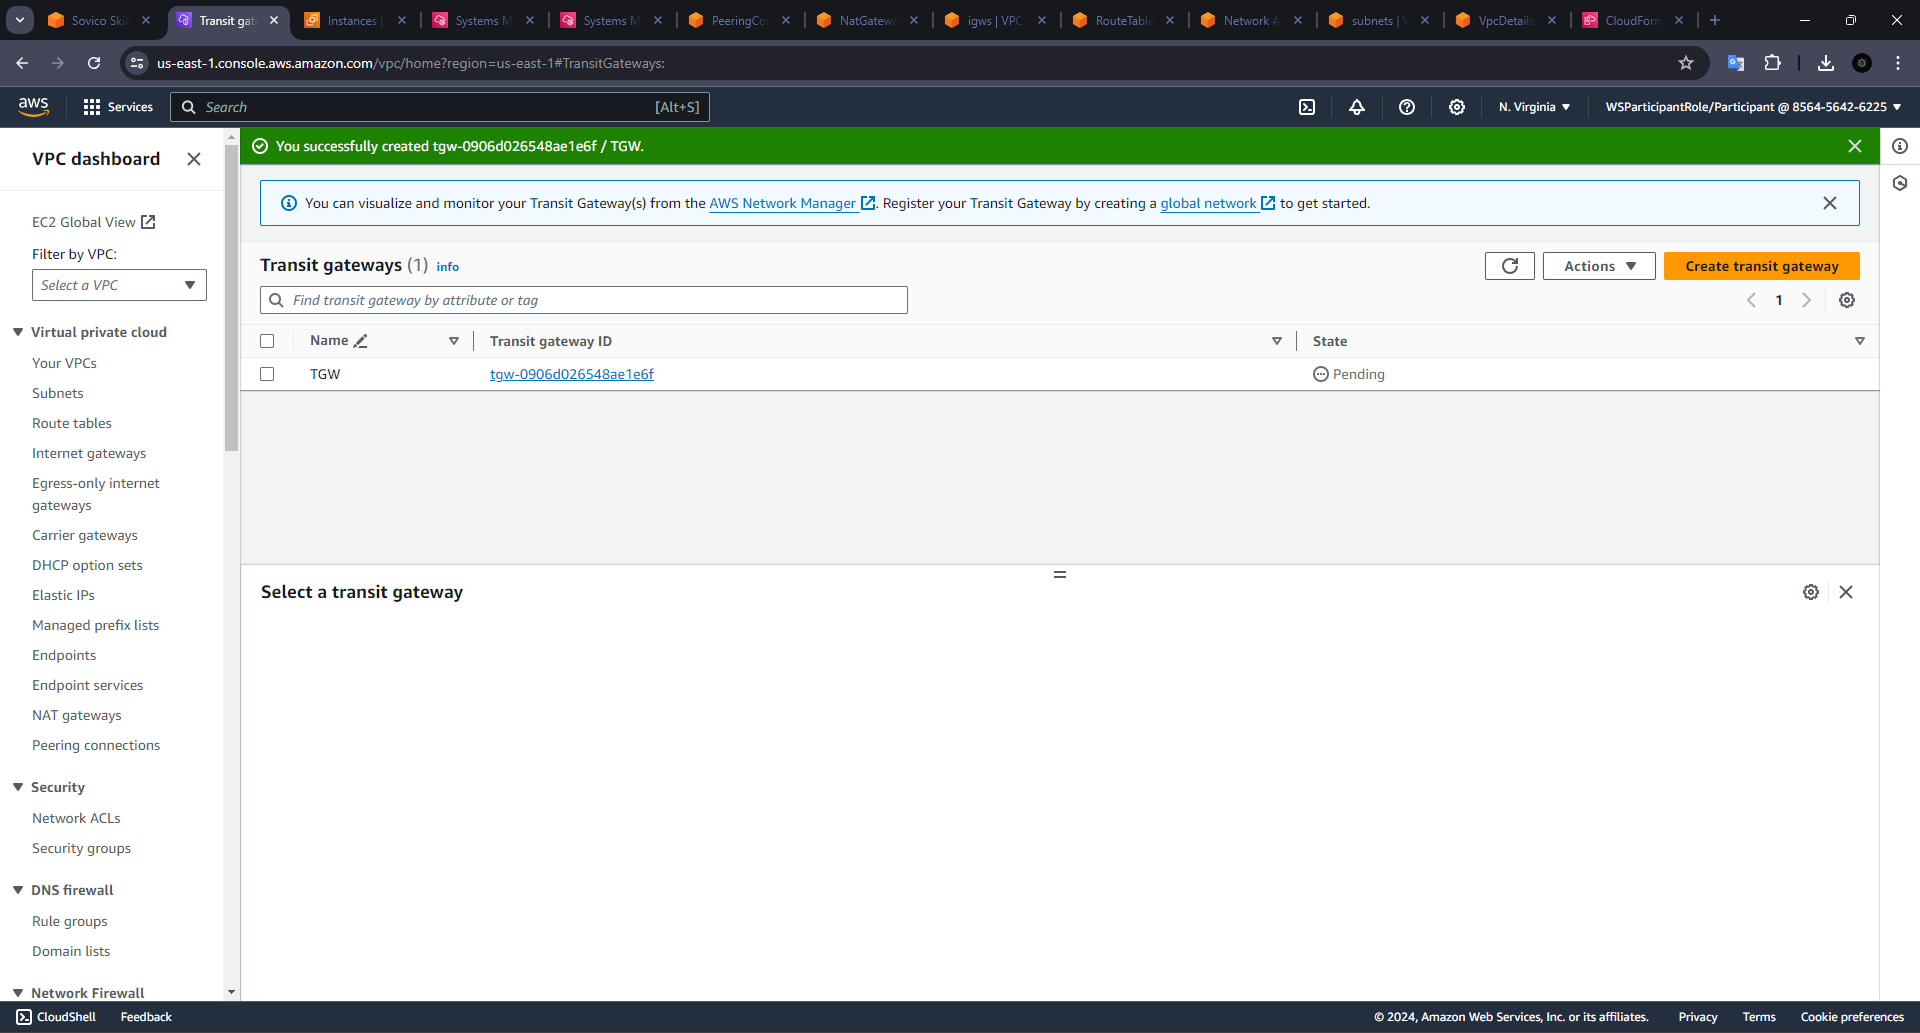 Sovico Skil
Transit gat
Instances |
Systems M
Systems M
PeeringCo
NatGatewa
igws | VPC
RouteTable
Network A
subnets | V
VpcDetails
CloudForm
us-east-1.console.aws.amazon.com/vpc/home?region=us-east-1#TransitGateways:
aws
Services
Search
[Alt+S]
N. Virginia
WSParticipantRole/Participant @ 8564-5642-6225
VPC dashboard
EC2 Global View
Filter by VPC:
Select a VPC
Virtual private cloud
Your VPCs
Subnets
Route tables
Internet gateways
Egress-only internet
gateways
Carrier gateways
DHCP option sets
Elastic IPs
Managed prefix lists
Endpoints
Endpoint services
NAT gateways
Peering connections
Security
Network ACLs
Security groups
DNS firewall
Rule groups
Domain lists
Network Firewall
You successfully created tgw-0906d026548ae1e6f / TGW.
You can visualize and monitor your Transit Gateway(s) from the AWS Network Manager . Register your Transit Gateway by creating a global network to get started.
Transit gateways (1) info
Actions
Create transit gateway
Find transit gateway by attribute or tag
1
Name
Transit gateway ID
State
TGW
tgw-0906d026548ae1e6f
Pending
Select a transit gateway
CloudShell
Feedback
© 2024, Amazon Web Services, Inc. or its affiliates.
Privacy
Terms
Cookie preferences